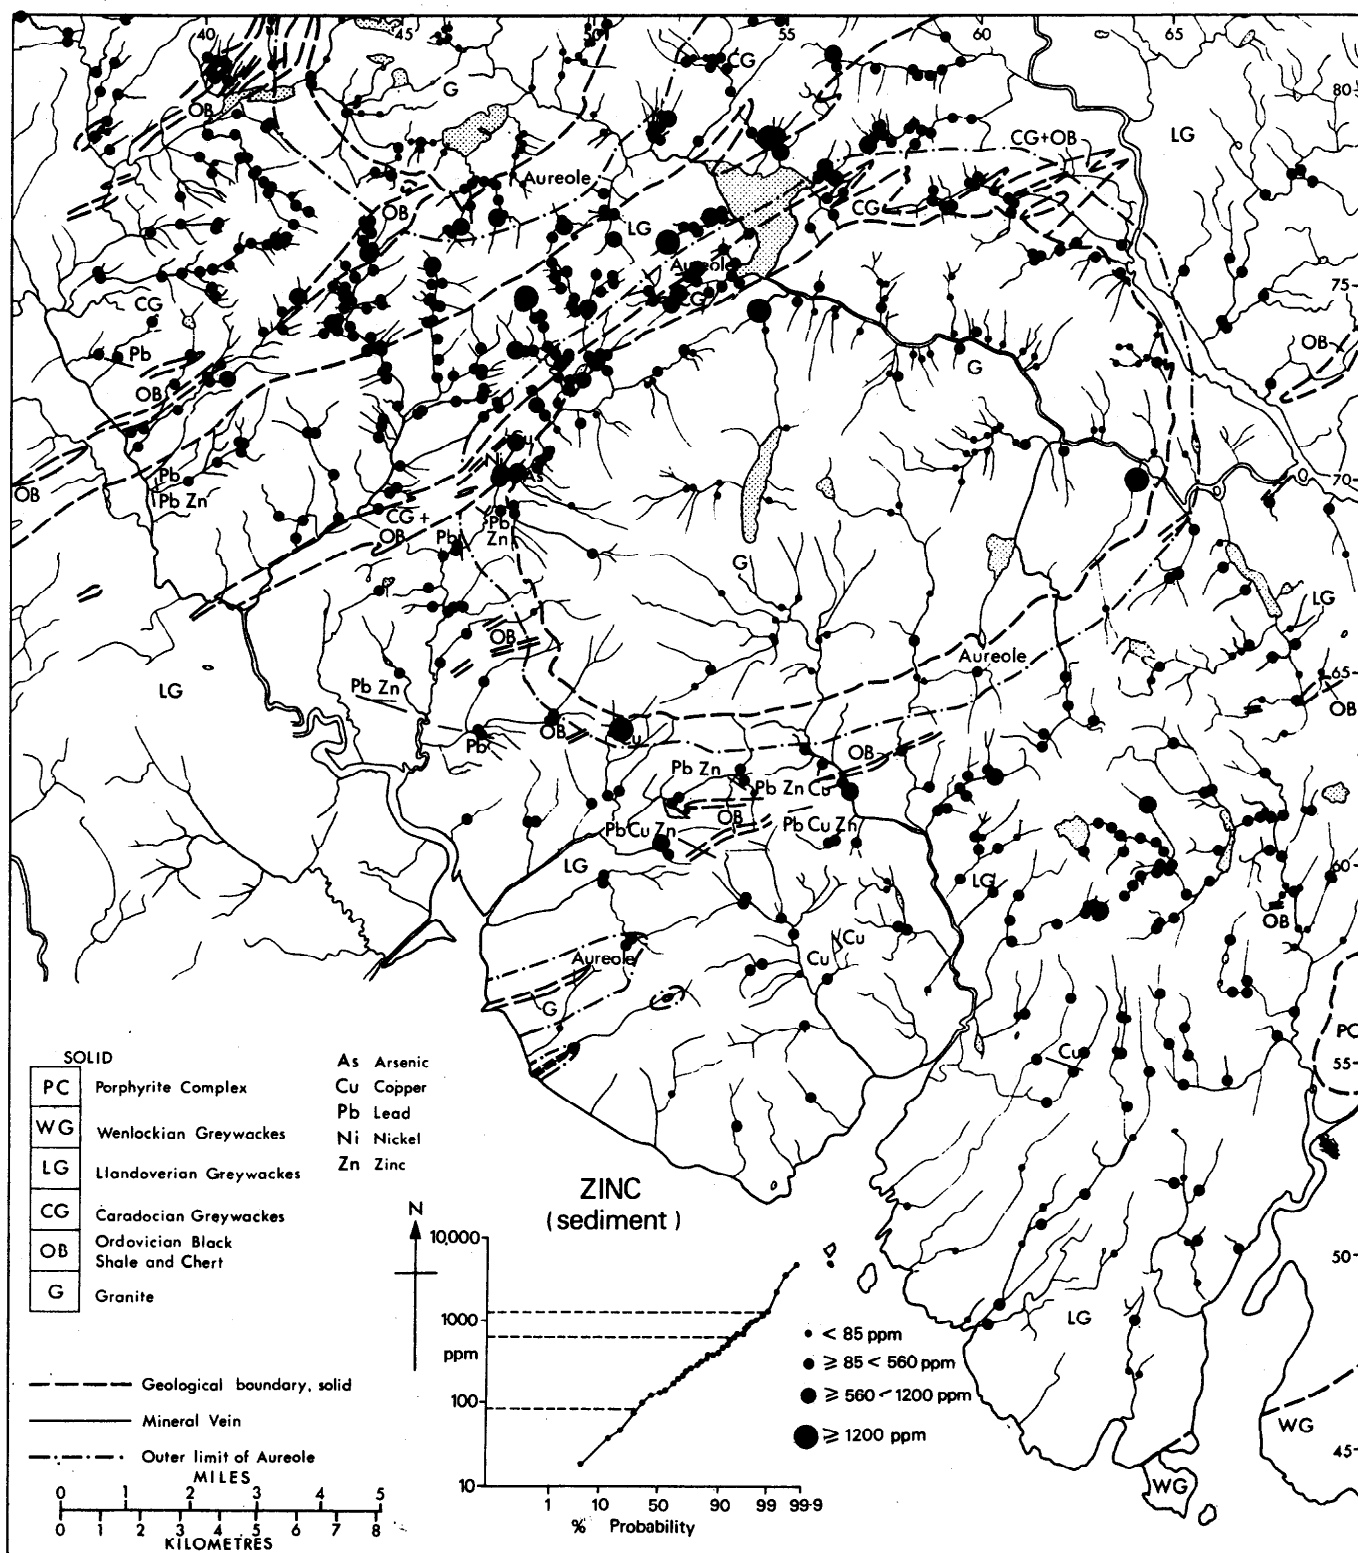 40 45 50 55 60 65
CG
G
80
OB
CG+OB
LG
Aureole
CG
OB
LG
Aureole
75
CG
CG
OB
Pb
G
OB
Cu
Ni
As
Pb
OB
Pb Zn
70
CG +
OB
Pb
Pb
Zn
G
LG
OB
Aureole
LG
Pb Zn
65
OB
OB
Pb
Cu
OB
Pb Zn
Pb Zn Cu
OB
Pb Cu Zn
Pb Cu Zn
LG
LG
60
OB
Cu
Aureole
Cu
G
PC
Cu
55
SOLID
PC Porphyrite Complex
WG Wenlockian Greywackes
LG Llandoverian Greywackes
CG Caradocian Greywackes
OB Ordovician Black
Shale and Chert
G Granite
As Arsenic
Cu Copper
Pb Lead
Ni Nickel
Zn Zinc
ZINC
(sediment)
N
50
LG
10,000
1000
ppm
100
10
1 10 50 90 99 99·9
% Probability
< 85 ppm
≥ 85 < 560 ppm
≥ 560 < 1200 ppm
≥ 1200 ppm
WG
45
WG
Geological boundary, solid
Mineral Vein
Outer limit of Aureole
MILES
0 1 2 3 4 5
0 1 2 3 4 5 6 7 8
KILOMETRES